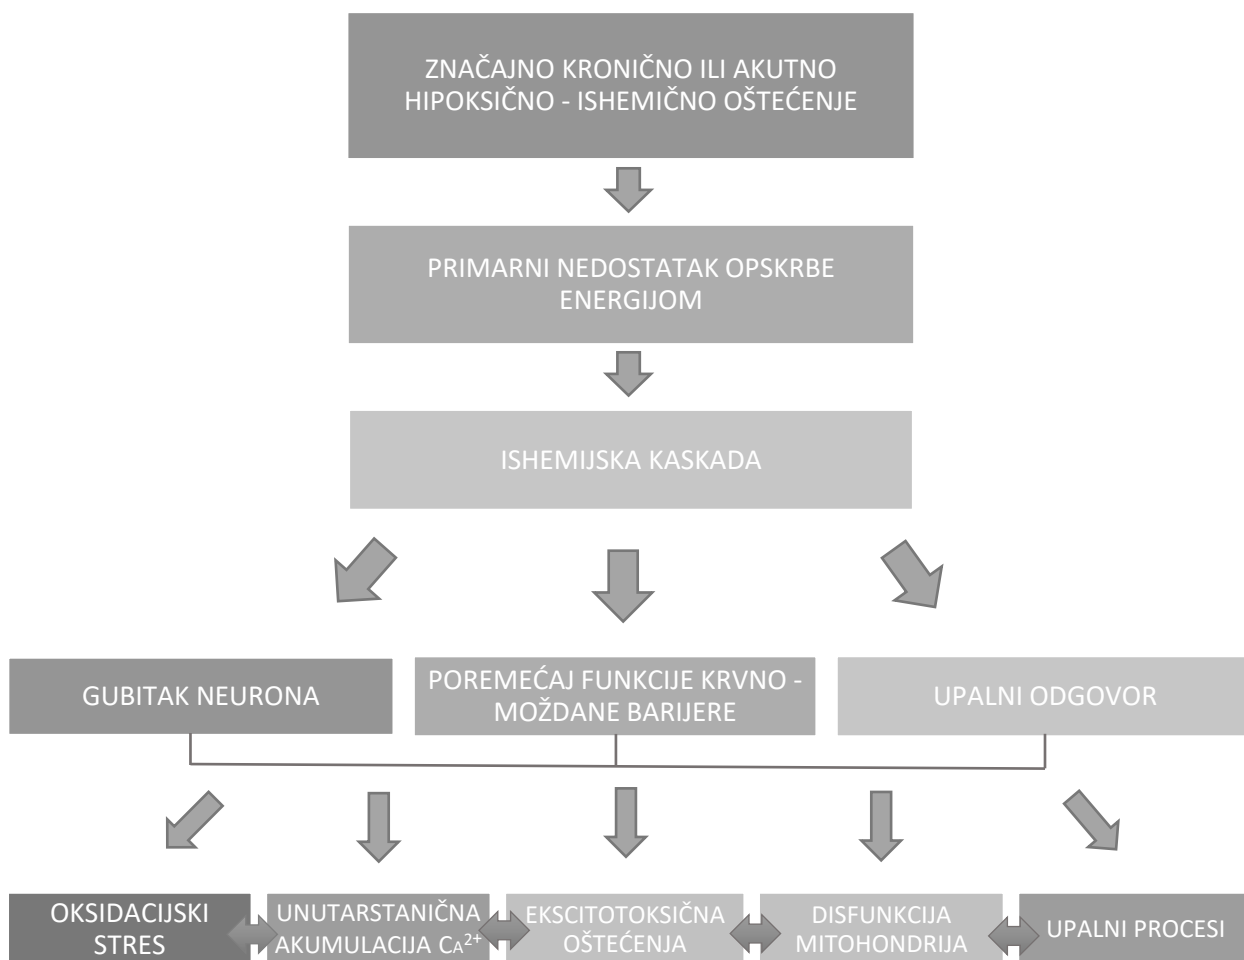 ZNAČAJNO KRONIČNO ILI AKUTNO
HIPOKSIČNO - ISHEMIČNO OŠTEĆENJE
PRIMARNI NEDOSTATAK OPSKRBE
ENERGIJOM
ISHEMIJSKA KASKADA
GUBITAK NEURONA
POREMEĆAJ FUNKCIJE KRVNO -
MOŽDANE BARIJERE
UPALNI ODGOVOR
OKSIDACIJSKI
STRES
UNUTARSTANIČNA
AKUMULACIJA CA²⁺
EKSCITOTOKSIČNA
OŠTEĆENJA
DISFUNKCIJA
MITOHONDRIJA
UPALNI PROCESI